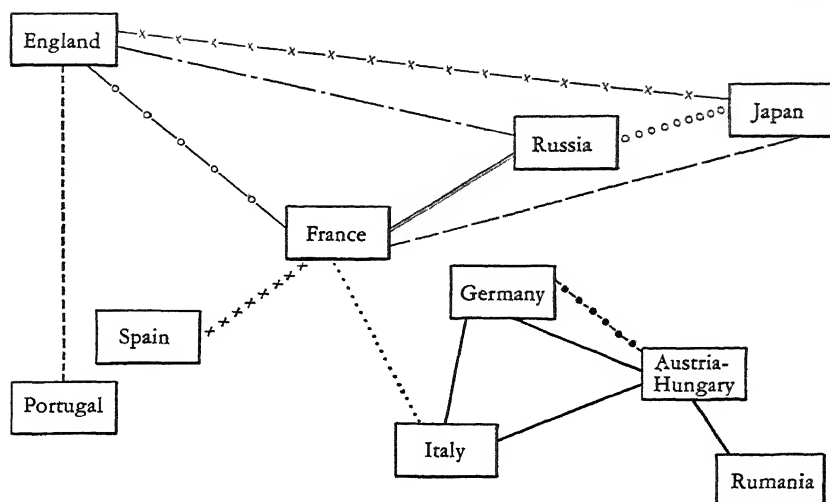 England
Japan
Russia
France
Germany
Spain
Austria-
Hungary
Portugal
Italy
Rumania